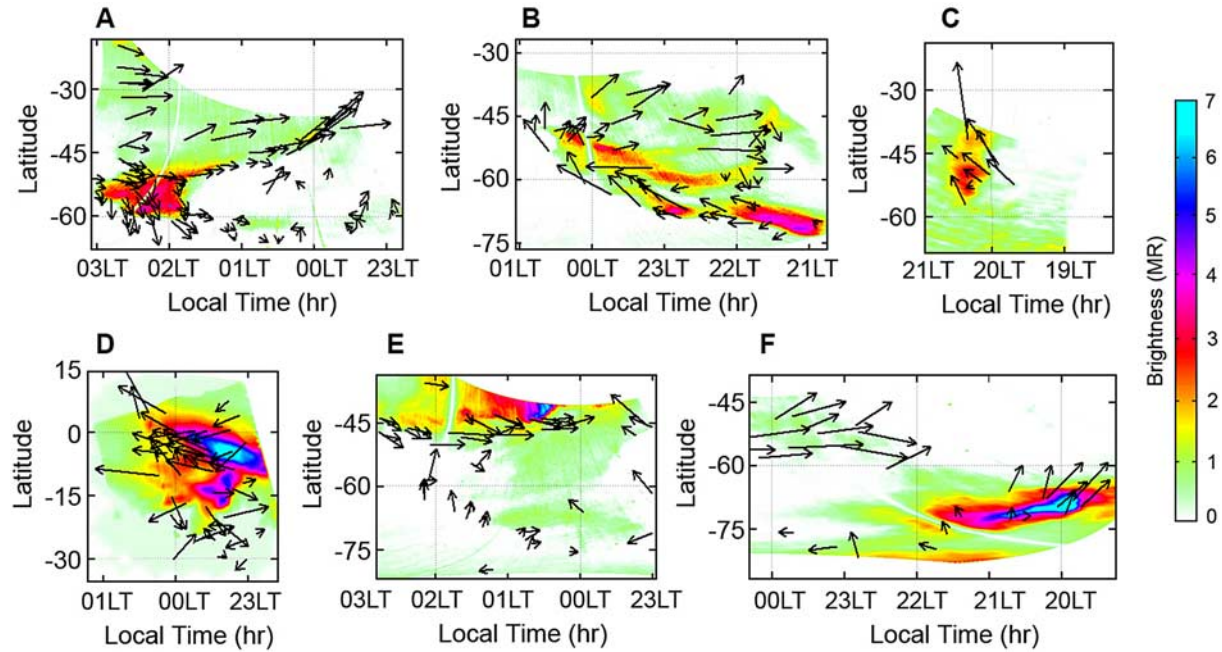 A
B
C
-30
-45
-60
Latitude
03LT 02LT 01LT 00LT 23LT
Local Time (hr)
-30
-45
-60
-75
Latitude
01LT 00LT 23LT 22LT 21LT
Local Time (hr)
-30
-45
-60
Latitude
21LT 20LT 19LT
Local Time (hr)
7
6
5
4
3
2
1
0
Brightness (MR)
D
E
F
15
0
-15
-30
Latitude
01LT 00LT 23LT
Local Time (hr)
-45
-60
-75
Latitude
03LT 02LT 01LT 00LT 23LT
Local Time (hr)
-45
-60
-75
Latitude
00LT 23LT 22LT 21LT 20LT
Local Time (hr)